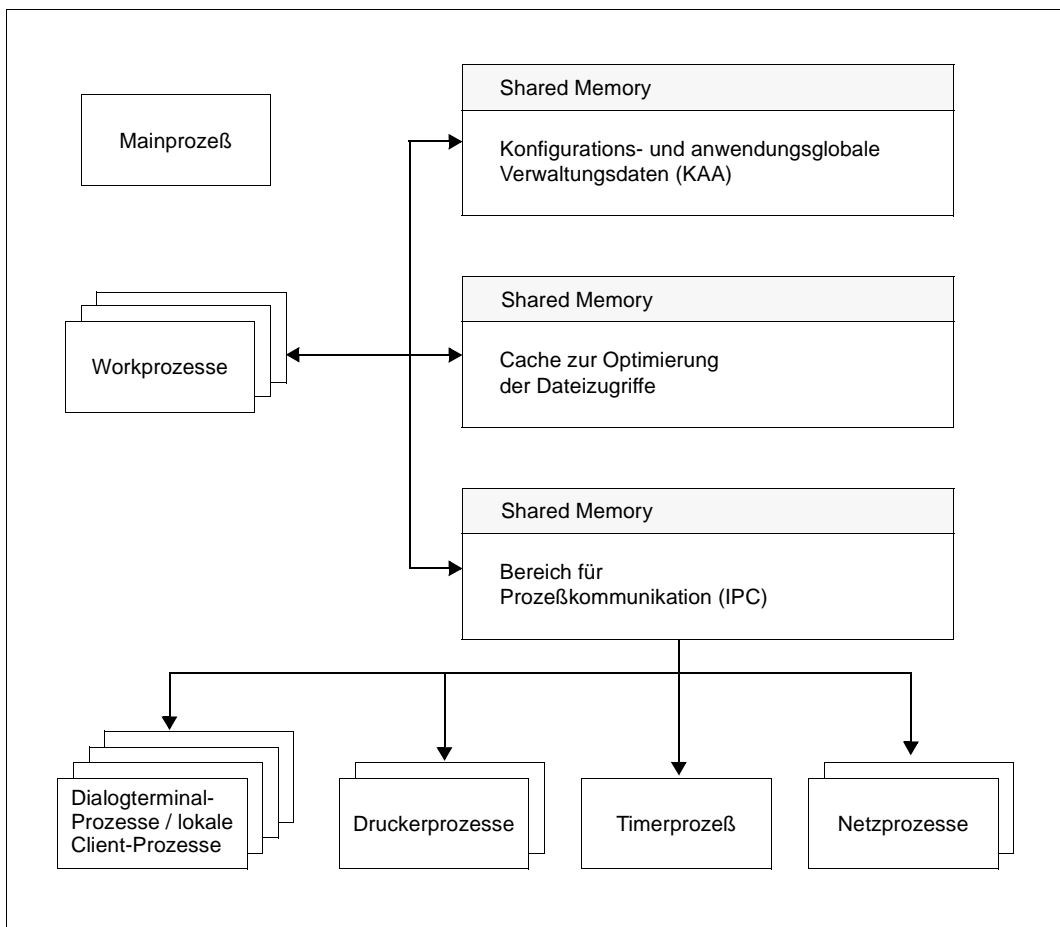 Mainprozeß
Shared Memory
Konfigurations- und anwendungsglobale
Verwaltungsdaten (KAA)
Workprozesse
Shared Memory
Cache zur Optimierung
der Dateizugriffe
Shared Memory
Bereich für
Prozeßkommunikation (IPC)
Dialogterminal-
Prozesse / lokale
Client-Prozesse
Druckerprozesse
Timerprozeß
Netzprozesse